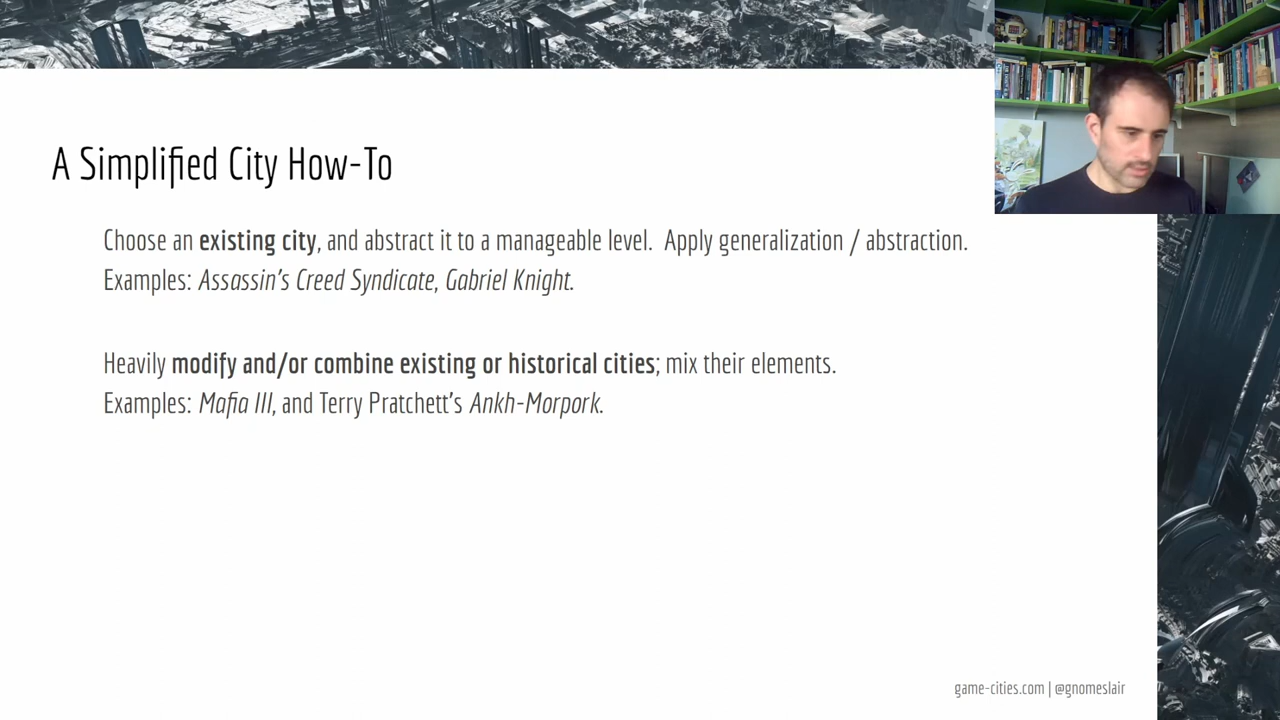 A Simplified City How-To
Choose an existing city, and abstract it to a manageable level. Apply generalization / abstraction.
Examples: Assassin's Creed Syndicate, Gabriel Knight.
Heavily modify and/or combine existing or historical cities; mix their elements.
Examples: Mafia III, and Terry Pratchett's Ankh-Morpork.
game-cities.com | @gnomeslair